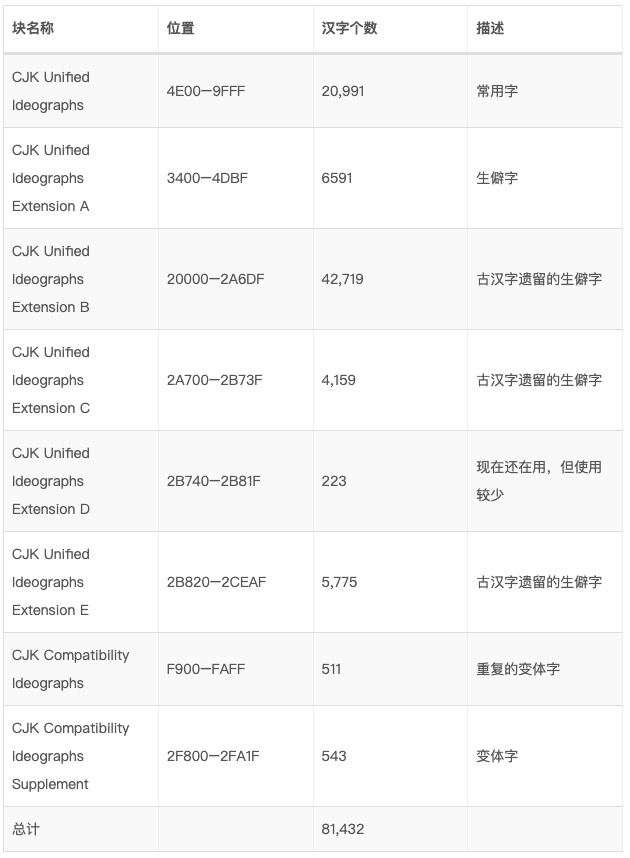 块名称 位置 汉字个数 描述
CJK Unified
Ideographs
4E00—9FFF 20,991 常用字
CJK Unified
Ideographs
Extension A
3400—4DBF 6591 生僻字
CJK Unified
Ideographs
Extension B
20000—2A6DF 42,719 古汉字遗留的生僻字
CJK Unified
Ideographs
Extension C
2A700—2B73F 4,159 古汉字遗留的生僻字
CJK Unified
Ideographs
Extension D
2B740—2B81F 223 现在还在用，但使用
较少
CJK Unified
Ideographs
Extension E
2B820—2CEAF 5,775 古汉字遗留的生僻字
CJK Compatibility
Ideographs
F900—FAFF 511 重复的变体字
CJK Compatibility
Ideographs
Supplement
2F800—2FA1F 543 变体字
总计 81,432